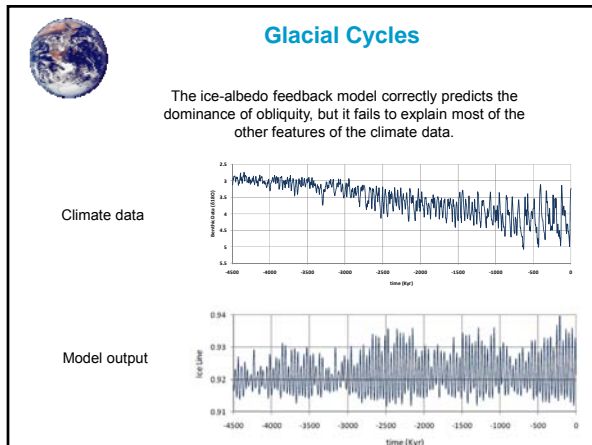 Glacial Cycles
The ice-albedo feedback model correctly predicts the
dominance of obliquity, but it fails to explain most of the
other features of the climate data.
Climate data
2.5
3
3.5
4
4.5
5
5.5
-4500 -4000 -3500 -3000 -2500 -2000 -1500 -1000 -500 0
time (Kyr)
Model output
Ice Line
0.94
0.93
0.92
0.91
-4500 -4000 -3500 -3000 -2500 -2000 -1500 -1000 -500 0
time (Kyr)